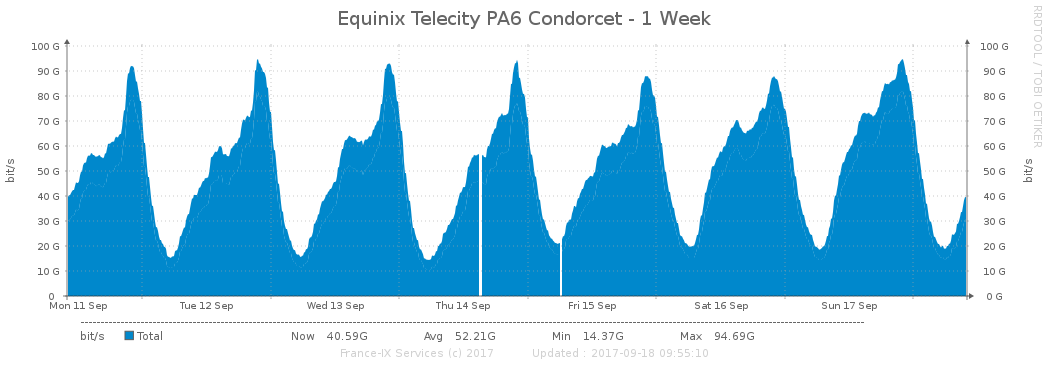 Equinix Telecity PA6 Condorcet - 1 Week
RRDTOOL / TOBI OETIKER
bit/s
100 G
90 G
80 G
70 G
60 G
50 G
40 G
30 G
20 G
10 G
0
100 G
90 G
80 G
70 G
60 G
50 G
40 G
30 G
20 G
10 G
0 G
bit/s
Mon 11 Sep Tue 12 Sep Wed 13 Sep Thu 14 Sep Fri 15 Sep Sat 16 Sep Sun 17 Sep
bit/s Total Now 40.59G Avg 52.21G Min 14.37G Max 94.69G
France-IX Services (c) 2017 Updated : 2017-09-18 09:55:10